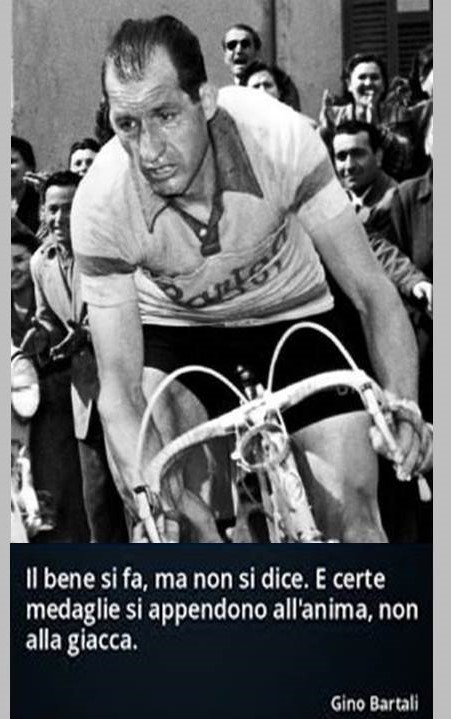 Bartali
Il bene si fa, ma non si dice. E certe
medaglie si appendono all'anima, non
alla giacca.
Gino Bartali